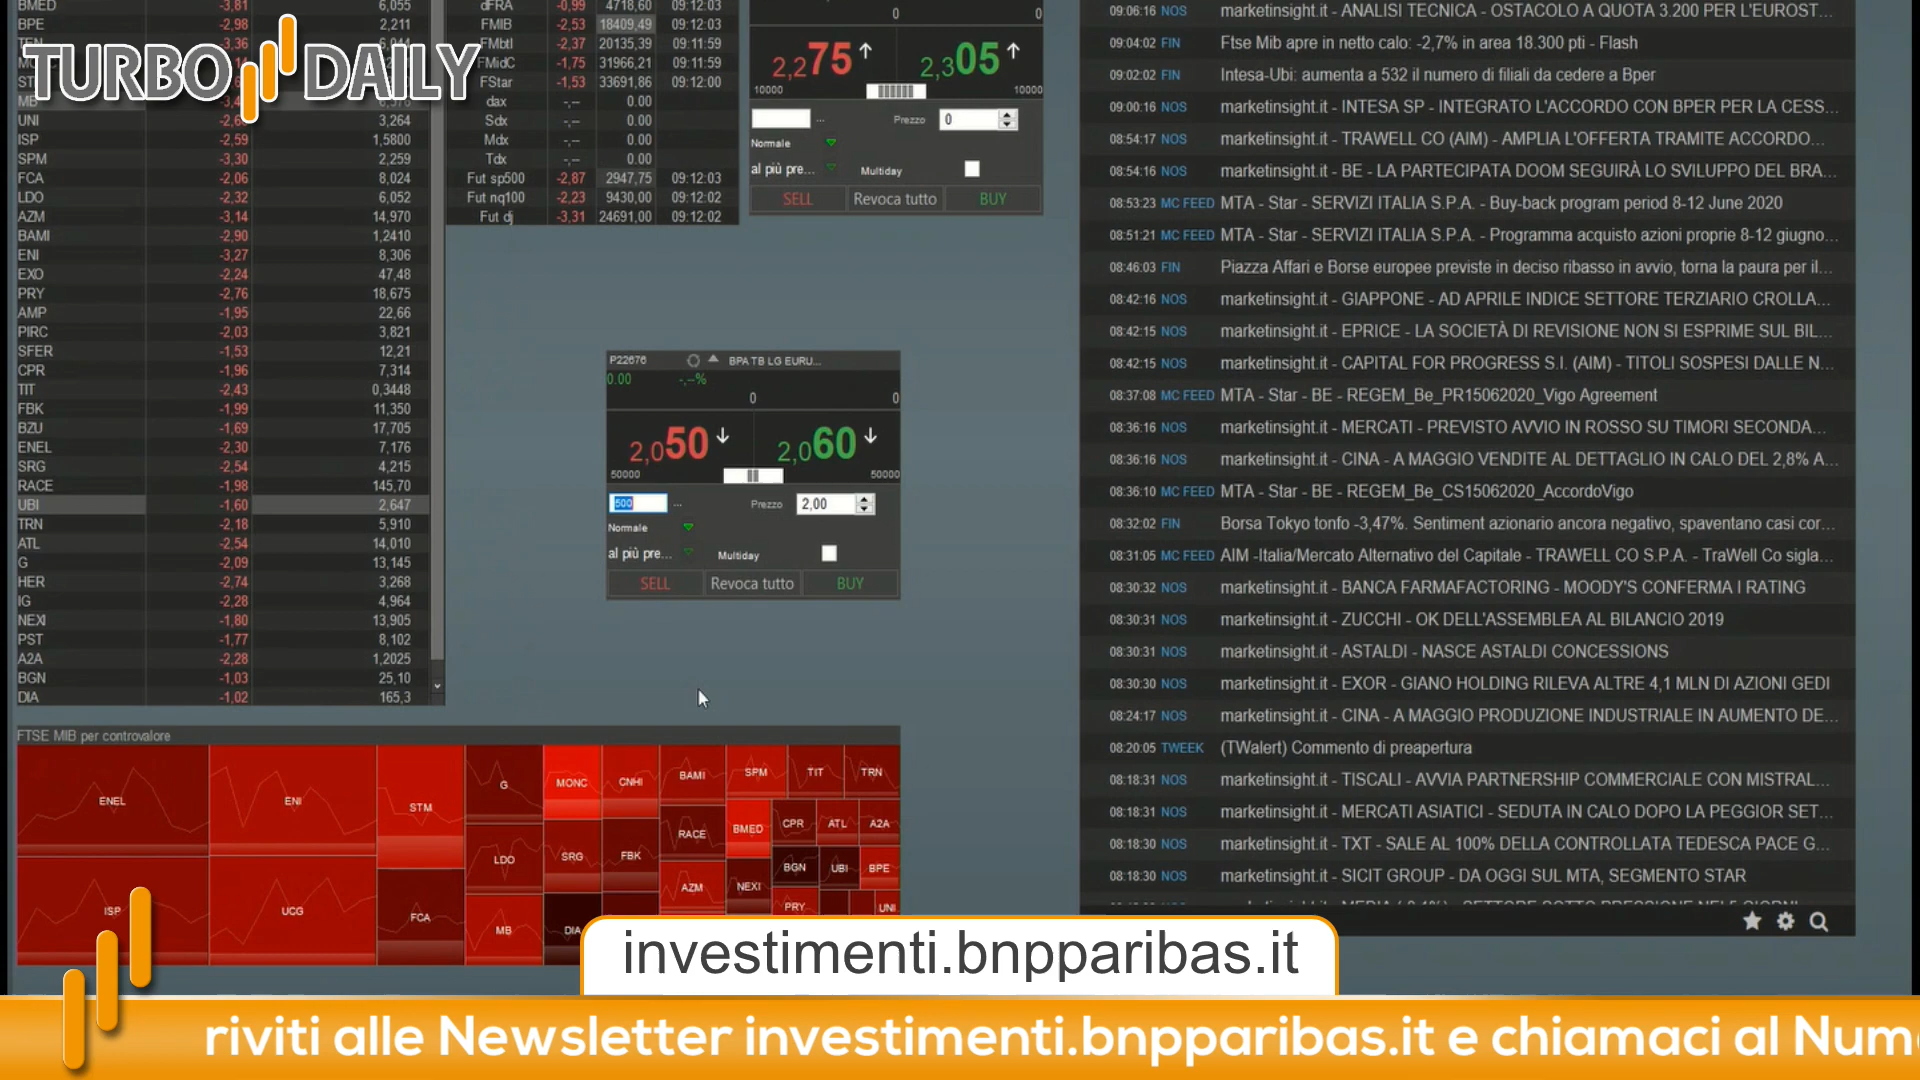 BMED -3,81 6,055
BPE -2,98 2,211
-3,36
TURBO DAILY
UNI 3,264
ISP -2,59 1,5800
SPM -3,30 2,259
FCA -2,06 8,024
LDO -2,32 6,052
AZM -3,14 14,970
BAMI -2,90 1,2410
ENI -3,27 8,306
EXO -2,24 47,48
PRY -2,76 18,675
AMP -1,95 22,66
PIRC -2,03 3,821
SFER -1,53 12,21
CPR -1,96 7,314
TIT -2,43 0,3448
FBK -1,99 11,350
BZU -1,69 17,705
ENEL -2,30 7,176
SRG -2,54 4,215
RACE -1,98 145,70
UBI -1,60 2,647
TRN -2,18 5,910
ATL -2,54 14,010
G -2,09 13,145
HER -2,74 3,268
IG -2,28 4,964
NEXI -1,80 13,905
PST -1,77 8,102
A2A -2,28 1,2025
BGN -1,03 25,10
DIA -1,02 165,3
dFRA -0,99 4718,60 09:12:03
FMIB -2,53 18409,49 09:12:03
FMbtl -2,37 20135,39 09:11:59
FMidC -1,75 31966,21 09:11:59
FStar -1,53 33691,86 09:12:00
dax -,-- 0.00
Sdx -,-- 0.00
Mdx -,-- 0.00
Tdx -,-- 0.00
Fut sp500 -2,87 2947,75 09:12:03
Fut nq100 -2,23 9430,00 09:12:02
Fut dj -3,31 24691,00 09:12:02
0 0
2,275 2,305
10000 10000
... Prezzo 0
Normale
al più pre... Multiday
SELL Revoca tutto BUY
P22676 BPA TB LG EURU...
0.00 -,--%
0 0
2,050 2,060
50000 50000
500 ... Prezzo 2,00
Normale
al più pre... Multiday
SELL Revoca tutto BUY
09:06:16 NOS marketinsight.it - ANALISI TECNICA - OSTACOLO A QUOTA 3.200 PER L'EUROST...
09:04:02 FIN Ftse Mib apre in netto calo: -2,7% in area 18.300 pti - Flash
09:02:02 FIN Intesa-Ubi: aumenta a 532 il numero di filiali da cedere a Bper
09:00:16 NOS marketinsight.it - INTESA SP - INTEGRATO L'ACCORDO CON BPER PER LA CESS...
08:54:17 NOS marketinsight.it - TRAWELL CO (AIM) - AMPLIA L'OFFERTA TRAMITE ACCORDO...
08:54:16 NOS marketinsight.it - BE - LA PARTECIPATA DOOM SEGUIRÀ LO SVILUPPO DEL BRA...
08:53:23 MC FEED MTA - Star - SERVIZI ITALIA S.P.A. - Buy-back program period 8-12 June 2020
08:51:21 MC FEED MTA - Star - SERVIZI ITALIA S.P.A. - Programma acquisto azioni proprie 8-12 giugno...
08:46:03 FIN Piazza Affari e Borse europee previste in deciso ribasso in avvio, torna la paura per il...
08:42:16 NOS marketinsight.it - GIAPPONE - AD APRILE INDICE SETTORE TERZIARIO CROLLA...
08:42:15 NOS marketinsight.it - EPRICE - LA SOCIETÀ DI REVISIONE NON SI ESPRIME SUL BIL...
08:42:15 NOS marketinsight.it - CAPITAL FOR PROGRESS S.I. (AIM) - TITOLI SOSPESI DALLE N...
08:37:08 MC FEED MTA - Star - BE - REGEM_Be_PR15062020_Vigo Agreement
08:36:16 NOS marketinsight.it - MERCATI - PREVISTO AVVIO IN ROSSO SU TIMORI SECONDA...
08:36:16 NOS marketinsight.it - CINA - A MAGGIO VENDITE AL DETTAGLIO IN CALO DEL 2,8% A...
08:36:10 MC FEED MTA - Star - BE - REGEM_Be_CS15062020_AccordoVigo
08:32:02 FIN Borsa Tokyo tonfo -3,47%. Sentiment azionario ancora negativo, spaventano casi cor...
08:31:05 MC FEED AIM -Italia/Mercato Alternativo del Capitale - TRAWELL CO S.P.A. - TraWell Co sigla...
08:30:32 NOS marketinsight.it - BANCA FARMAFACTORING - MOODY'S CONFERMA I RATING
08:30:31 NOS marketinsight.it - ZUCCHI - OK DELL'ASSEMBLEA AL BILANCIO 2019
08:30:31 NOS marketinsight.it - ASTALDI - NASCE ASTALDI CONCESSIONS
08:30:30 NOS marketinsight.it - EXOR - GIANO HOLDING RILEVA ALTRE 4,1 MLN DI AZIONI GEDI
08:24:17 NOS marketinsight.it - CINA - A MAGGIO PRODUZIONE INDUSTRIALE IN AUMENTO DE...
08:20:05 TWEEK (TWalert) Commento di preapertura
08:18:31 NOS marketinsight.it - TISCALI - AVVIA PARTNERSHIP COMMERCIALE CON MISTRAL...
08:18:31 NOS marketinsight.it - MERCATI ASIATICI - SEDUTA IN CALO DOPO LA PEGGIOR SET...
08:18:30 NOS marketinsight.it - TXT - SALE AL 100% DELLA CONTROLLATA TEDESCA PACE G...
08:18:30 NOS marketinsight.it - SICIT GROUP - DA OGGI SUL MTA, SEGMENTO STAR
FTSE MIB per controvalore
ENEL ENI STM G MONC CNHI BAMI SPM TIT TRN
LDO SRG FBK RACE BMED CPR ATL A2A
ISP UCG FCA MB DIA AZM NEXI BGN UBI BPE
PRY UNI
investimenti.bnpparibas.it
riviti alle Newsletter investimenti.bnpparibas.it e chiamaci al Num